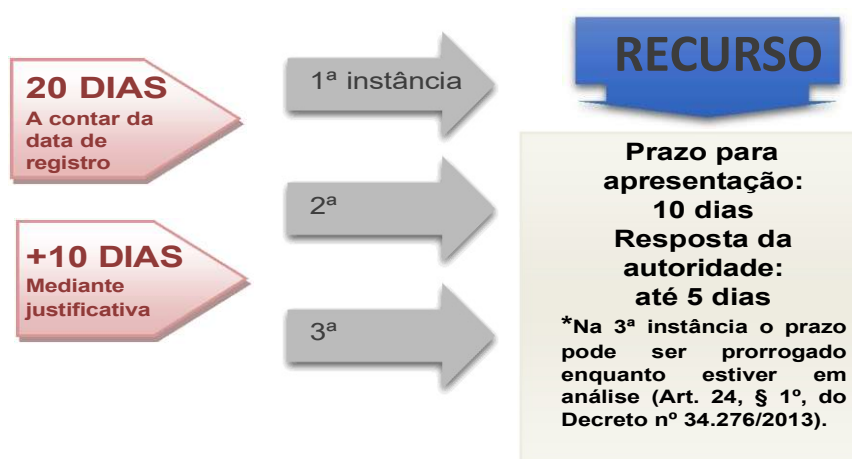 20 DIAS
A contar da
data de
registro
+10 DIAS
Mediante
justificativa
1ª instância
2ª
3ª
RECURSO
Prazo para
apresentação:
10 dias
Resposta da
autoridade:
até 5 dias
*Na 3ª instância o prazo
pode ser prorrogado
enquanto estiver em
análise (Art. 24, § 1º, do
Decreto nº 34.276/2013).